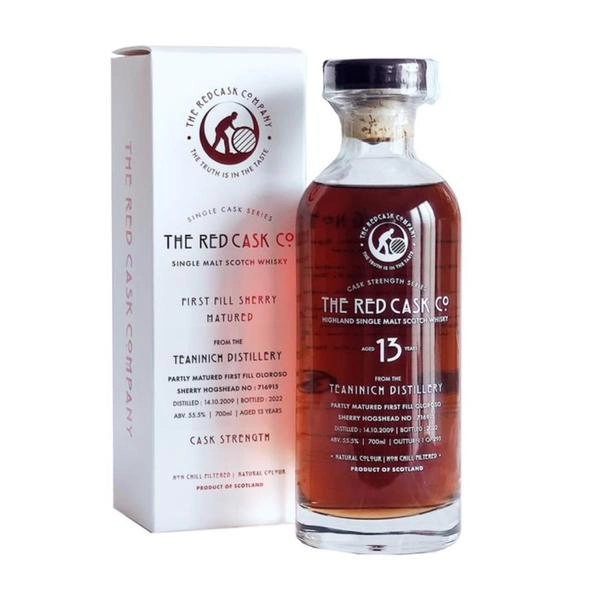 THE RED CASK COMPANY
THE REDCASK COMPANY
THE TRUTH IS IN THE TASTE
SINGLE CASK SERIES
THE RED CASK Co
SINGLE MALT SCOTCH WHISKY
FIRST FILL SHERRY
MATURED
FROM THE
TEANINICH DISTILLERY
PARTLY MATURED FIRST FILL OLOROSO
SHERRY HOGSHEAD NO : 716915
DISTILLED : 14.10.2009 | BOTTLED : 2022
ABV. 55.5% | 700ml | AGED 13 YEARS
CASK STRENGTH
NON CHILL FILTERED | NATURAL COLOUR
PRODUCT OF SCOTLAND
THE REDCASK COMPANY
THE TRUTH IS IN THE TASTE
CASK STRENGTH SERIES
THE RED CASK Co
HIGHLAND SINGLE MALT SCOTCH WHISKY
AGED 13 YEARS
FROM THE
TEANINICH DISTILLERY
PARTLY MATURED FIRST FILL OLOROSO
SHERRY HOGSHEAD NO : 716915
DISTILLED : 14.10.2009 | BOTTLED : 2022
ABV. 55.5% | 700ml | OUTTURN 1 OF 293
• NATURAL COLOUR | NON CHILL FILTERED •
PRODUCT OF SCOTLAND